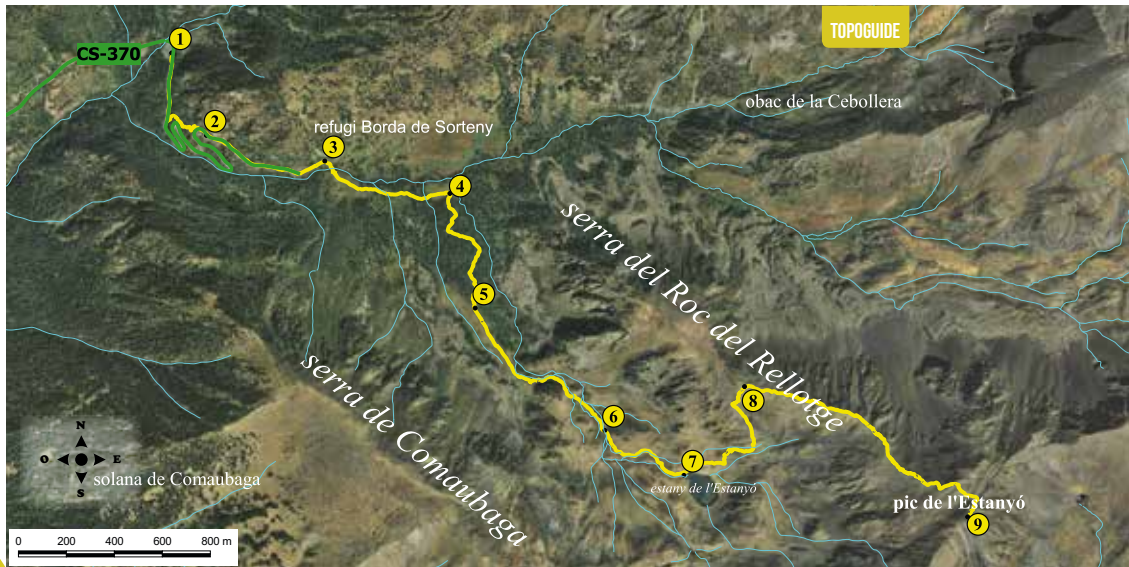 TOPOGUIDE
1
CS-370
obac de la Cebollera
2
refugi Borda de Sorteny
3
4
serra del Roc del Rellotge
5
serra de Comaubaga
8
6
N
O E
S
7
solana de Comaubaga
estany de l'Estanyó
pic de l'Estanyó
9
0 200 400 600 800 m